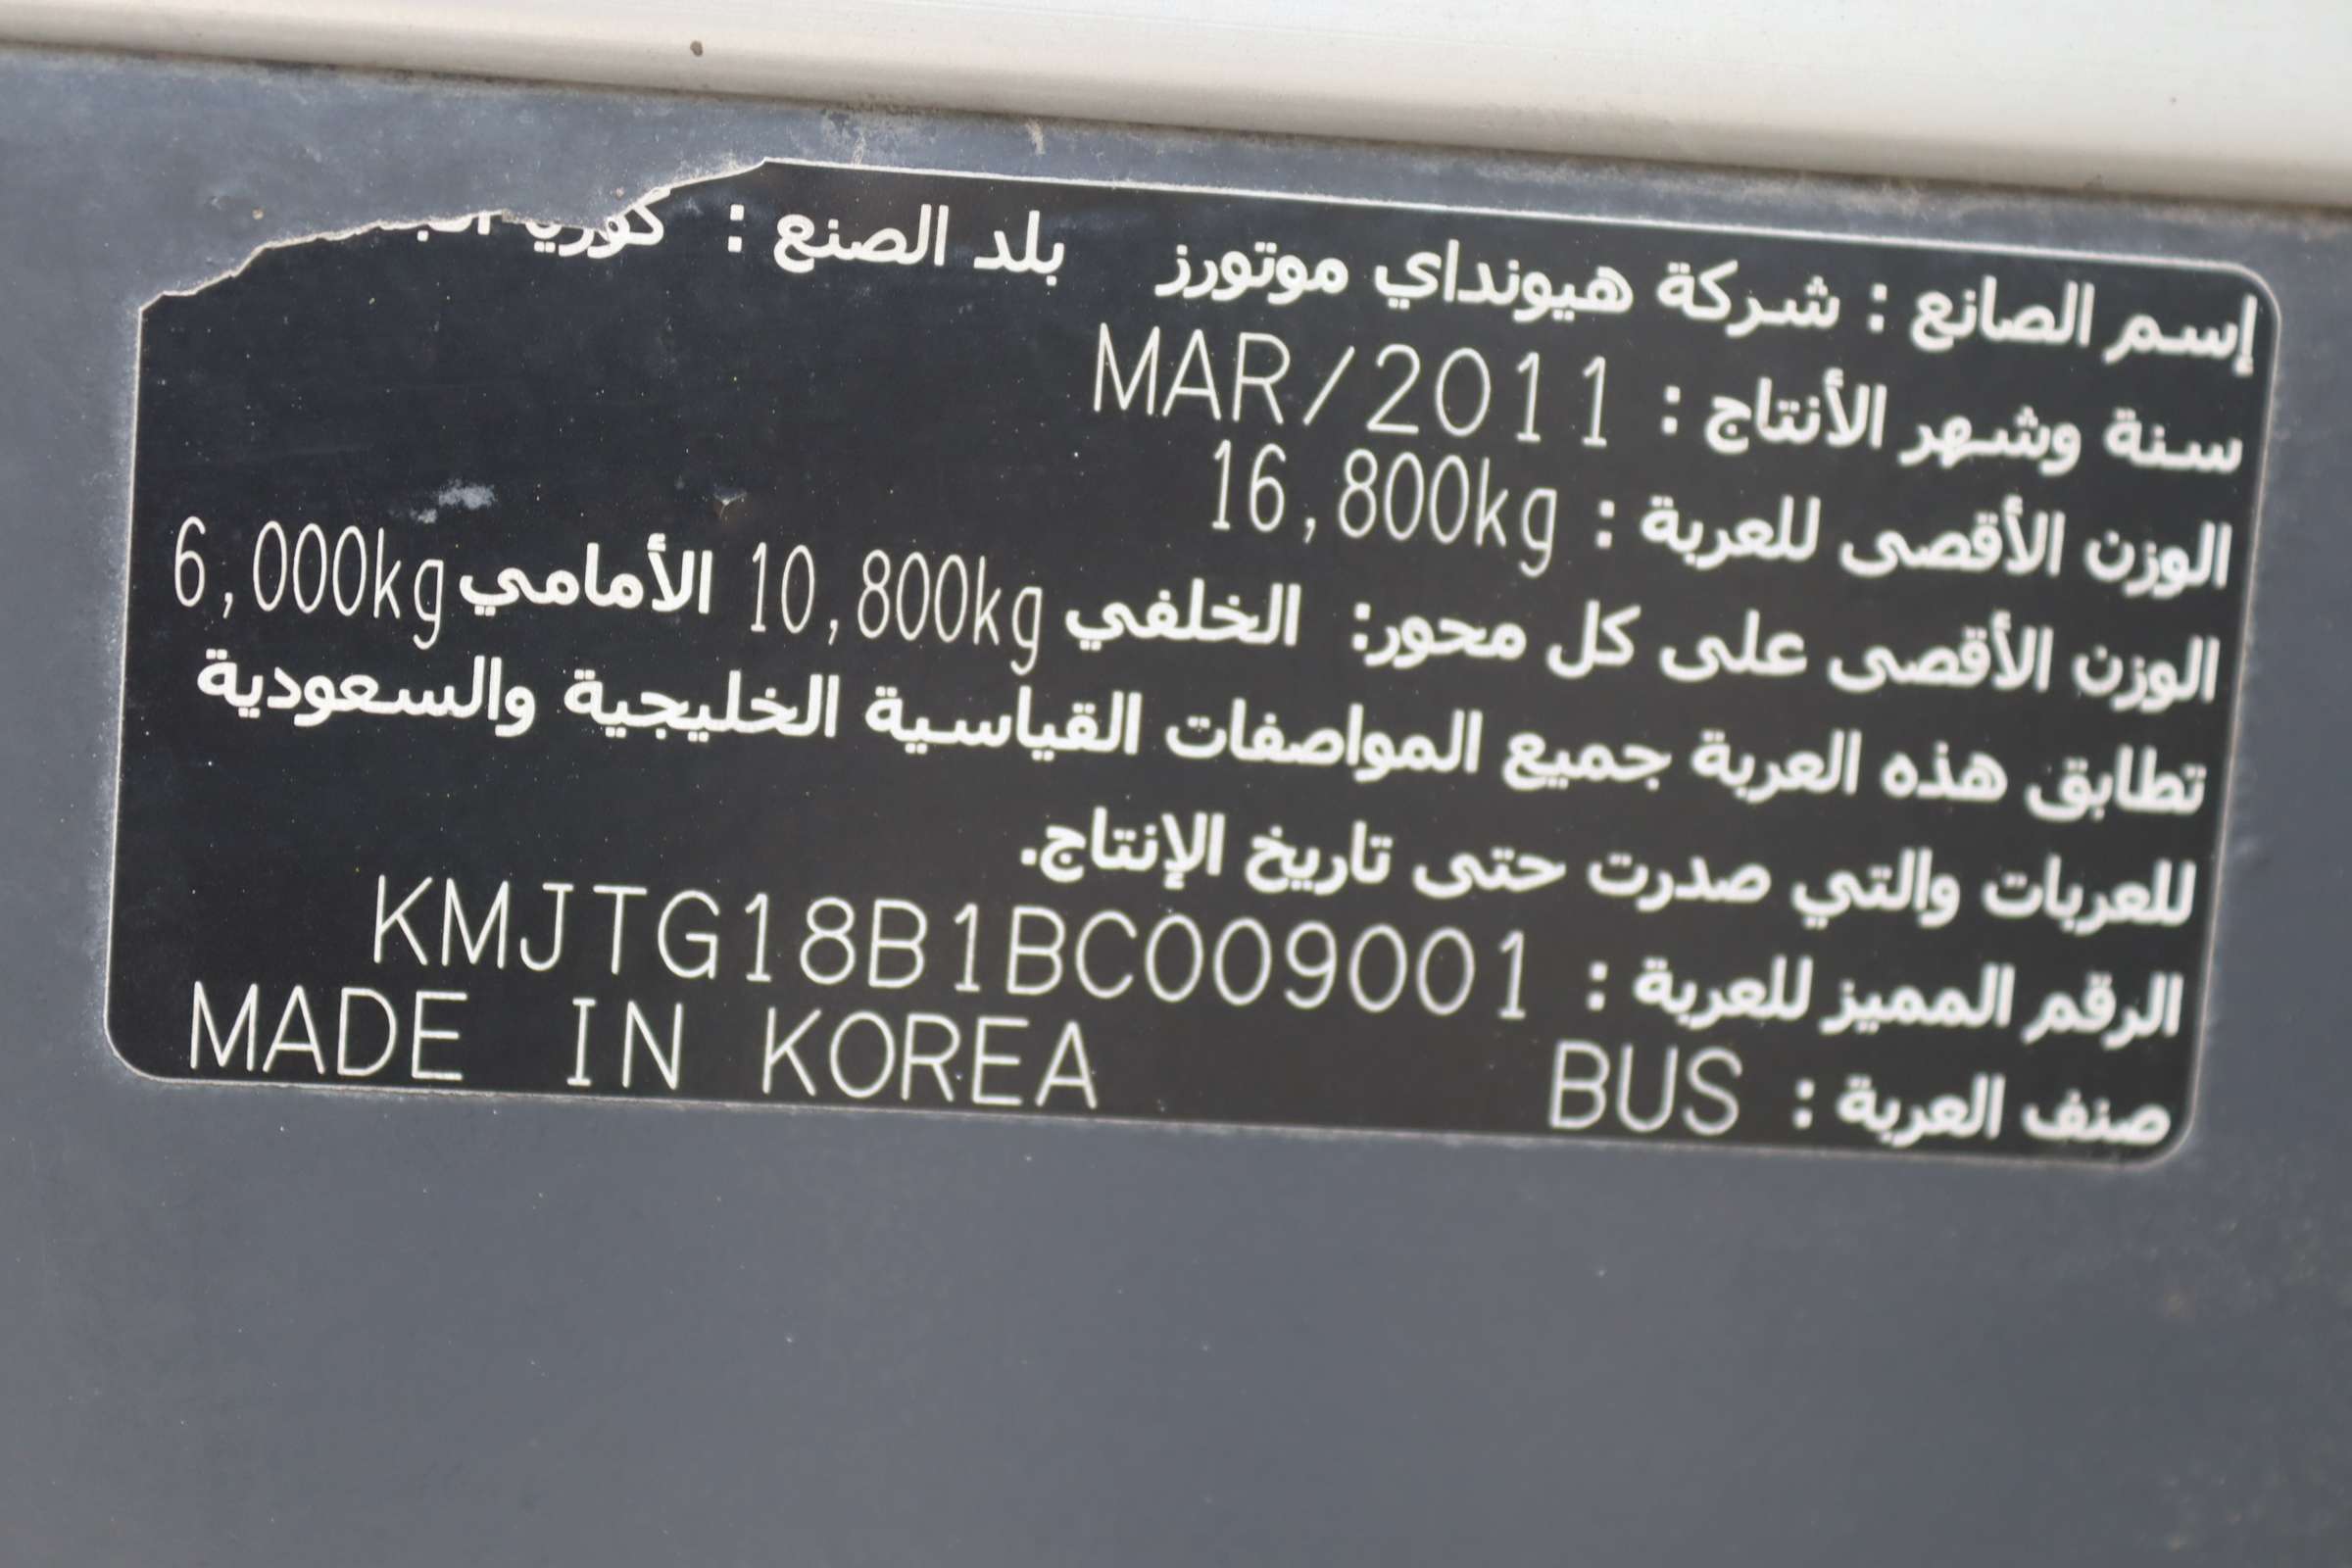 إسم الصانع : شركة هيونداي موتورز بلد الصنع : كوريا
سنة وشهر الأنتاج : MAR/2011
الوزن الأقصى للعربة : 16,800kg
الوزن الأقصى على كل محور: الخلفي 10,800kg الأمامي 6,000kg
تطابق هذه العربة جميع المواصفات القياسية الخليجية والسعودية
للعربات والتي صدرت حتى تاريخ الإنتاج.
الرقم المميز للعربة : KMJTG18B1BC009001
صنف العربة : BUS MADE IN KOREA